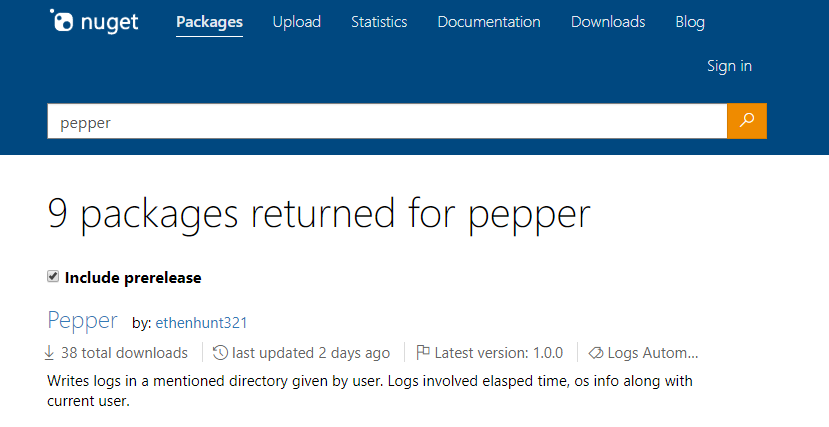 nuget Packages Upload Statistics Documentation Downloads Blog
Sign in
pepper
9 packages returned for pepper
Include prerelease
Pepper by: ethenhunt321
38 total downloads last updated 2 days ago Latest version: 1.0.0 Logs Autom...
Writes logs in a mentioned directory given by user. Logs involved elasped time, os info along with
current user.